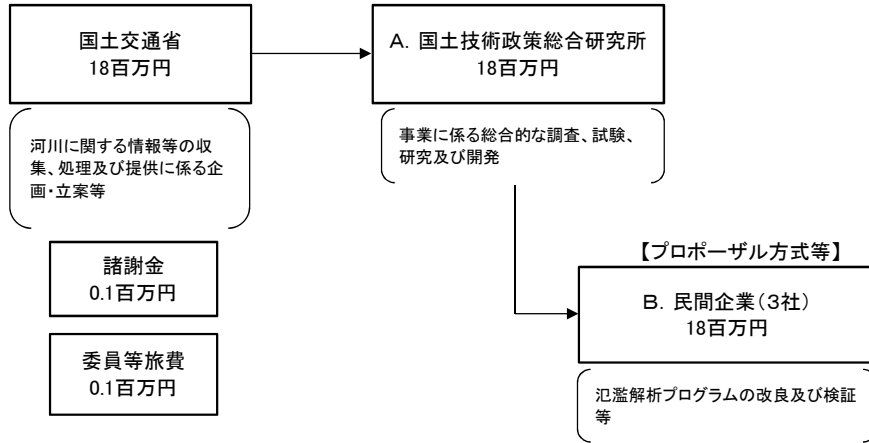 国土交通省
18百万円
河川に関する情報等の収
集、処理及び提供に係る企
画・立案等
諸謝金
0.1百万円
委員等旅費
0.1百万円
A. 国土技術政策総合研究所
18百万円
事業に係る総合的な調査、試験、
研究及び開発
【プロポーザル方式等】
B. 民間企業(3社)
18百万円
氾濫解析プログラムの改良及び検証
等